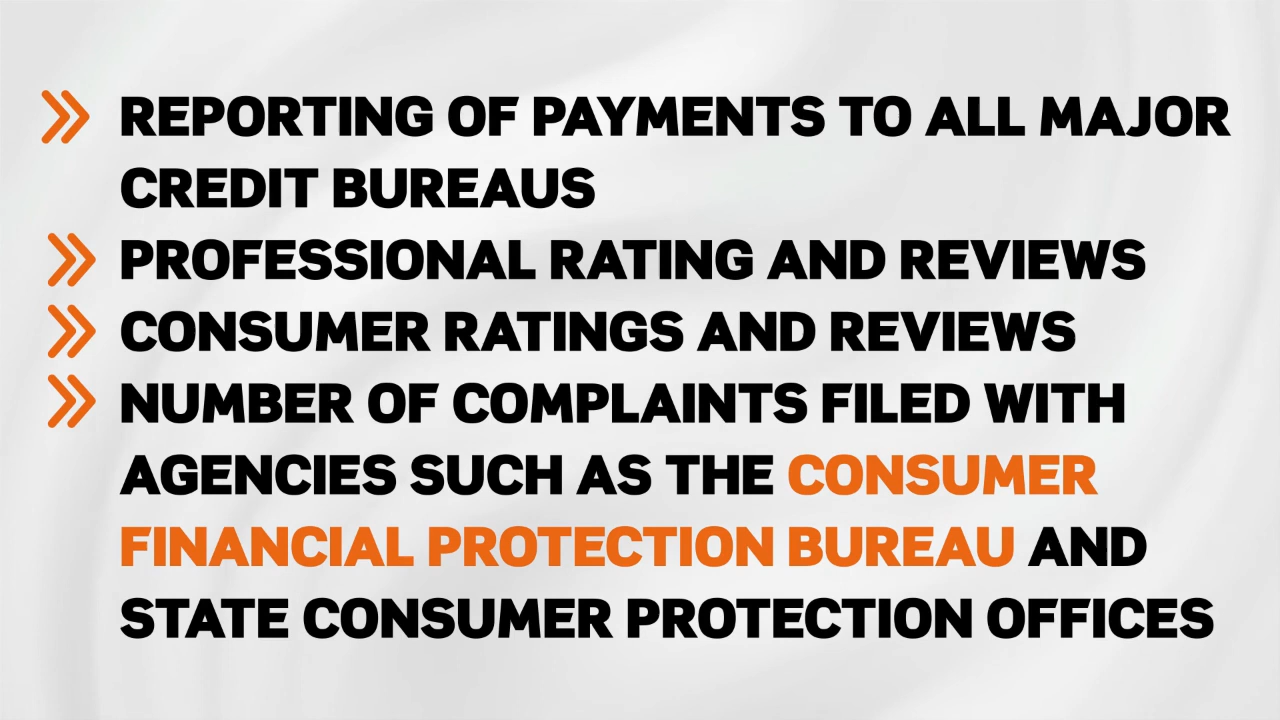 REPORTING OF PAYMENTS TO ALL MAJOR
CREDIT BUREAUS
PROFESSIONAL RATING AND REVIEWS
CONSUMER RATINGS AND REVIEWS
NUMBER OF COMPLAINTS FILED WITH
AGENCIES SUCH AS THE CONSUMER
FINANCIAL PROTECTION BUREAU AND
STATE CONSUMER PROTECTION OFFICES